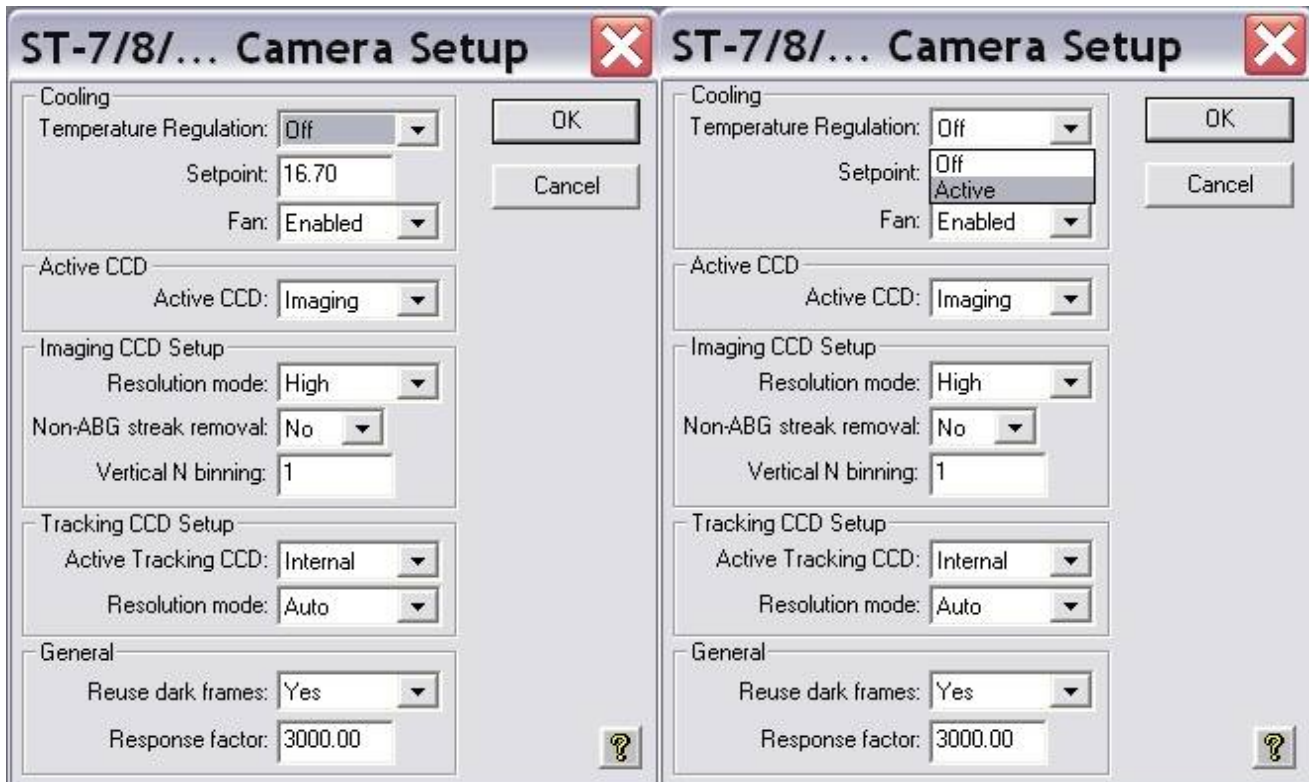 ST-7/8/... Camera Setup
Cooling
Temperature Regulation: Off
Setpoint: 16.70
Fan: Enabled
OK
Cancel
Active CCD
Active CCD: Imaging
Imaging CCD Setup
Resolution mode: High
Non-ABG streak removal: No
Vertical N binning: 1
Tracking CCD Setup
Active Tracking CCD: Internal
Resolution mode: Auto
General
Reuse dark frames: Yes
Response factor: 3000.00
?
ST-7/8/... Camera Setup
Cooling
Temperature Regulation: Off
Off
Setpoint:
Active
Fan: Enabled
OK
Cancel
Active CCD
Active CCD: Imaging
Imaging CCD Setup
Resolution mode: High
Non-ABG streak removal: No
Vertical N binning: 1
Tracking CCD Setup
Active Tracking CCD: Internal
Resolution mode: Auto
General
Reuse dark frames: Yes
Response factor: 3000.00
?